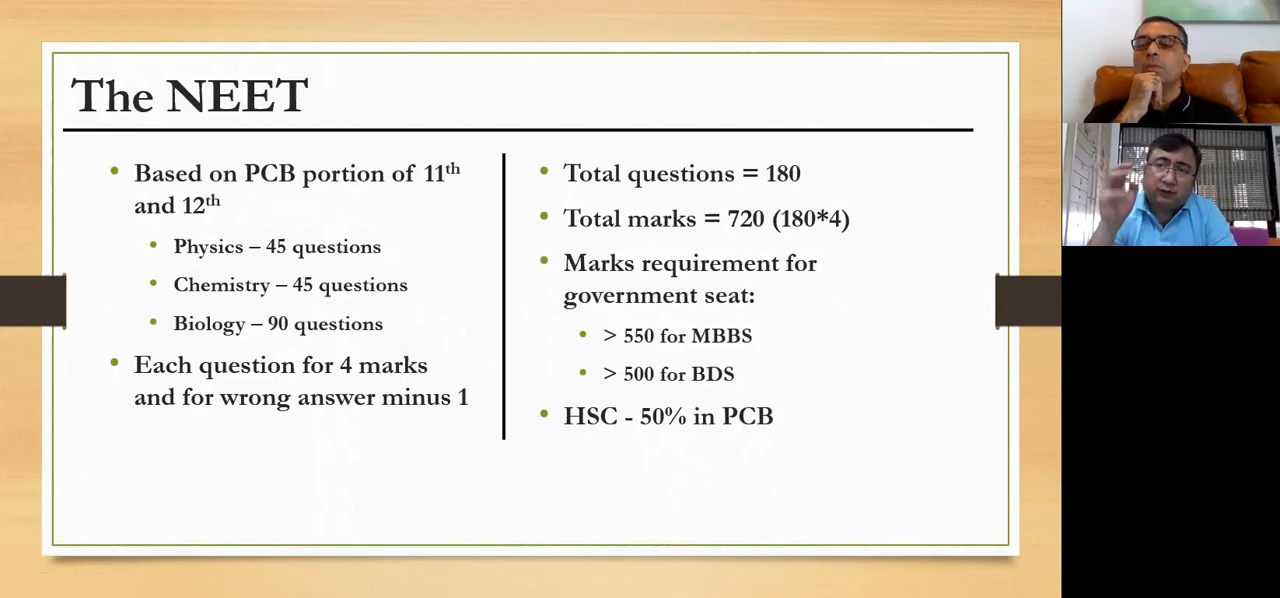 The NEET
Based on PCB portion of 11th
and 12th
Physics – 45 questions
Chemistry – 45 questions
Biology – 90 questions
Each question for 4 marks
and for wrong answer minus 1
Total questions = 180
Total marks = 720 (180*4)
Marks requirement for
government seat:
> 550 for MBBS
> 500 for BDS
HSC - 50% in PCB